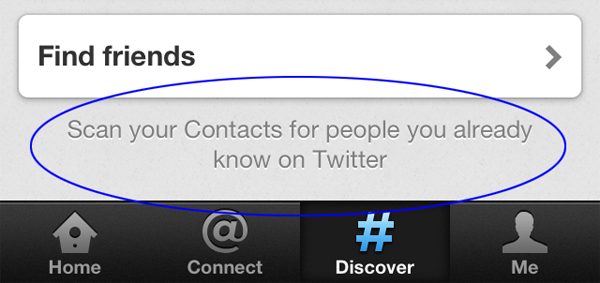 Find friends
Scan your Contacts for people you already
know on Twitter
@ #
Home Connect Discover Me